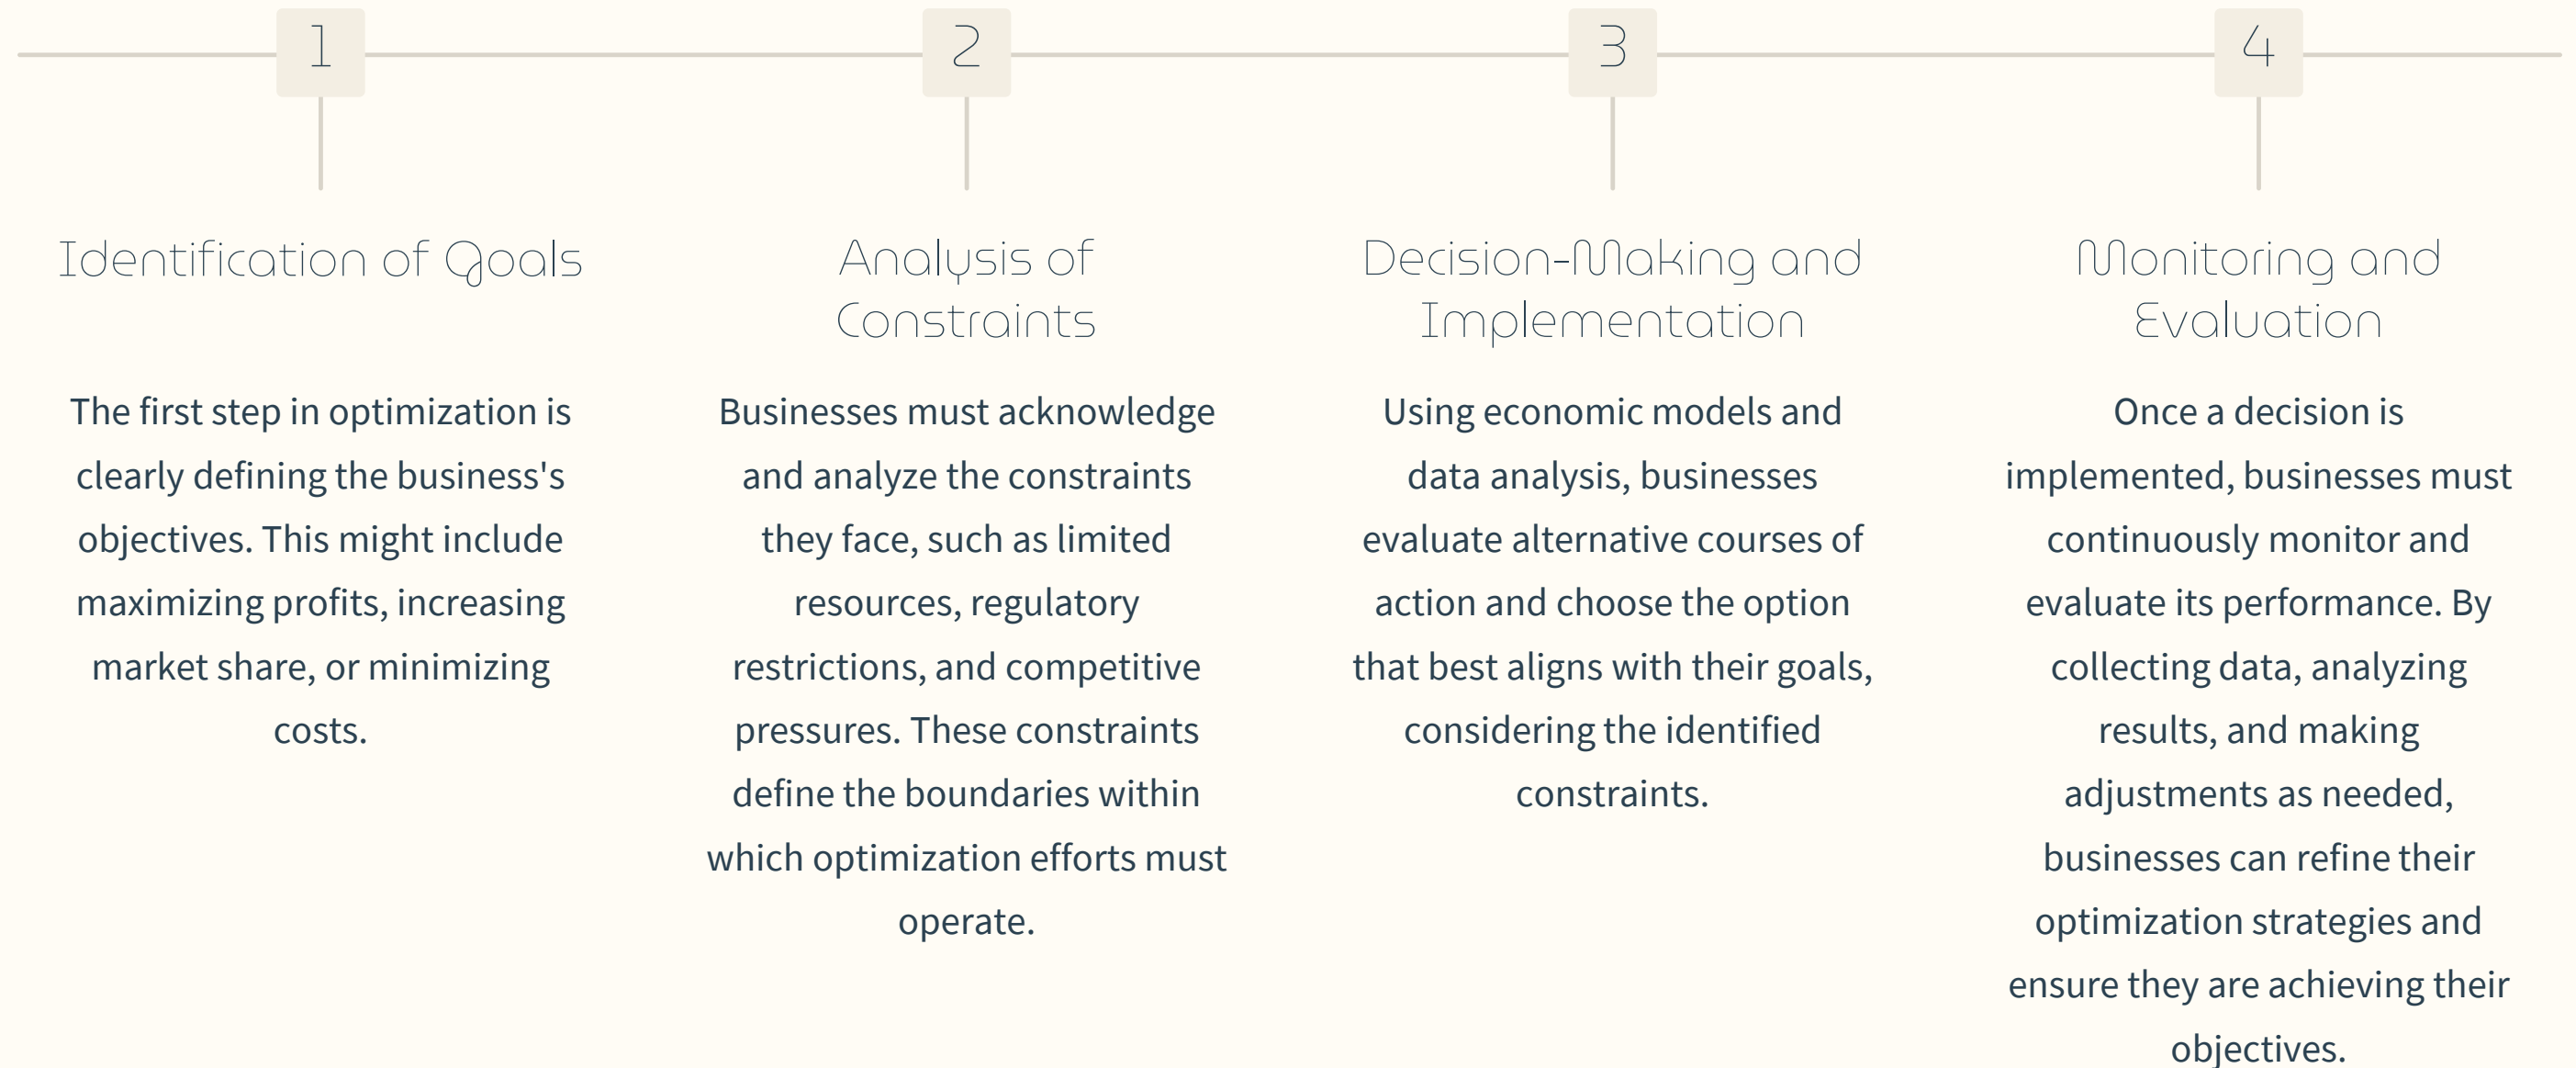 1
Identification of Goals
The first step in optimization is
clearly defining the business's
objectives. This might include
maximizing profits, increasing
market share, or minimizing
costs.
2
Analysis of
Constraints
Businesses must acknowledge
and analyze the constraints
they face, such as limited
resources, regulatory
restrictions, and competitive
pressures. These constraints
define the boundaries within
which optimization efforts must
operate.
3
Decision-Making and
Implementation
Using economic models and
data analysis, businesses
evaluate alternative courses of
action and choose the option
that best aligns with their goals,
considering the identified
constraints.
4
Monitoring and
Evaluation
Once a decision is
implemented, businesses must
continuously monitor and
evaluate its performance. By
collecting data, analyzing
results, and making
adjustments as needed,
businesses can refine their
optimization strategies and
ensure they are achieving their
objectives.